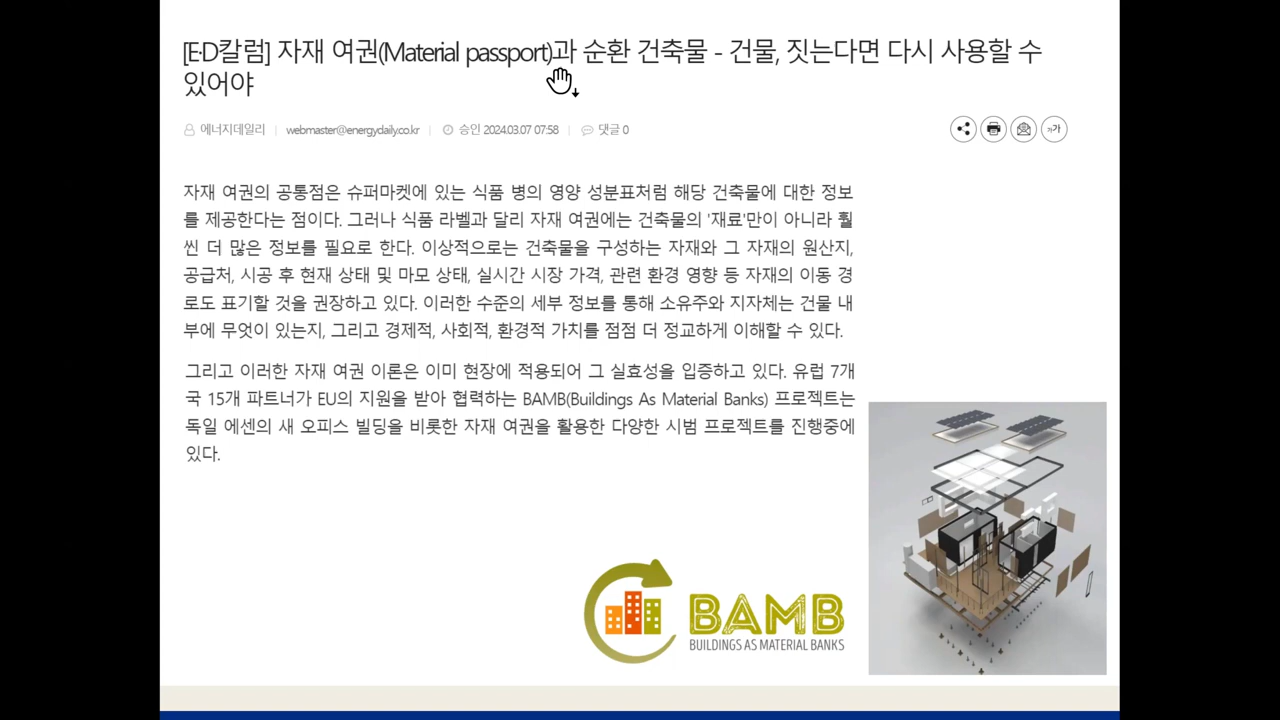 [E·D칼럼] 자재 여권(Material passport)과 순환 건축물 - 건물, 짓는다면 다시 사용할 수
있어야
에너지데일리 webmaster@energydaily.co.kr 승인 2024.03.07 07:58 댓글 0
가가
자재 여권의 공통점은 슈퍼마켓에 있는 식품 병의 영양 성분표처럼 해당 건축물에 대한 정보
를 제공한다는 점이다. 그러나 식품 라벨과 달리 자재 여권에는 건축물의 '재료'만이 아니라 훨
씬 더 많은 정보를 필요로 한다. 이상적으로는 건축물을 구성하는 자재와 그 자재의 원산지,
공급처, 시공 후 현재 상태 및 마모 상태, 실시간 시장 가격, 관련 환경 영향 등 자재의 이동 경
로도 표기할 것을 권장하고 있다. 이러한 수준의 세부 정보를 통해 소유주와 지자체는 건물 내
부에 무엇이 있는지, 그리고 경제적, 사회적, 환경적 가치를 점점 더 정교하게 이해할 수 있다.
그리고 이러한 자재 여권 이론은 이미 현장에 적용되어 그 실효성을 입증하고 있다. 유럽 7개
국 15개 파트너가 EU의 지원을 받아 협력하는 BAMB(Buildings As Material Banks) 프로젝트는
독일 에센의 새 오피스 빌딩을 비롯한 자재 여권을 활용한 다양한 시범 프로젝트를 진행중에
있다.
BAMB
BUILDINGS AS MATERIAL BANKS